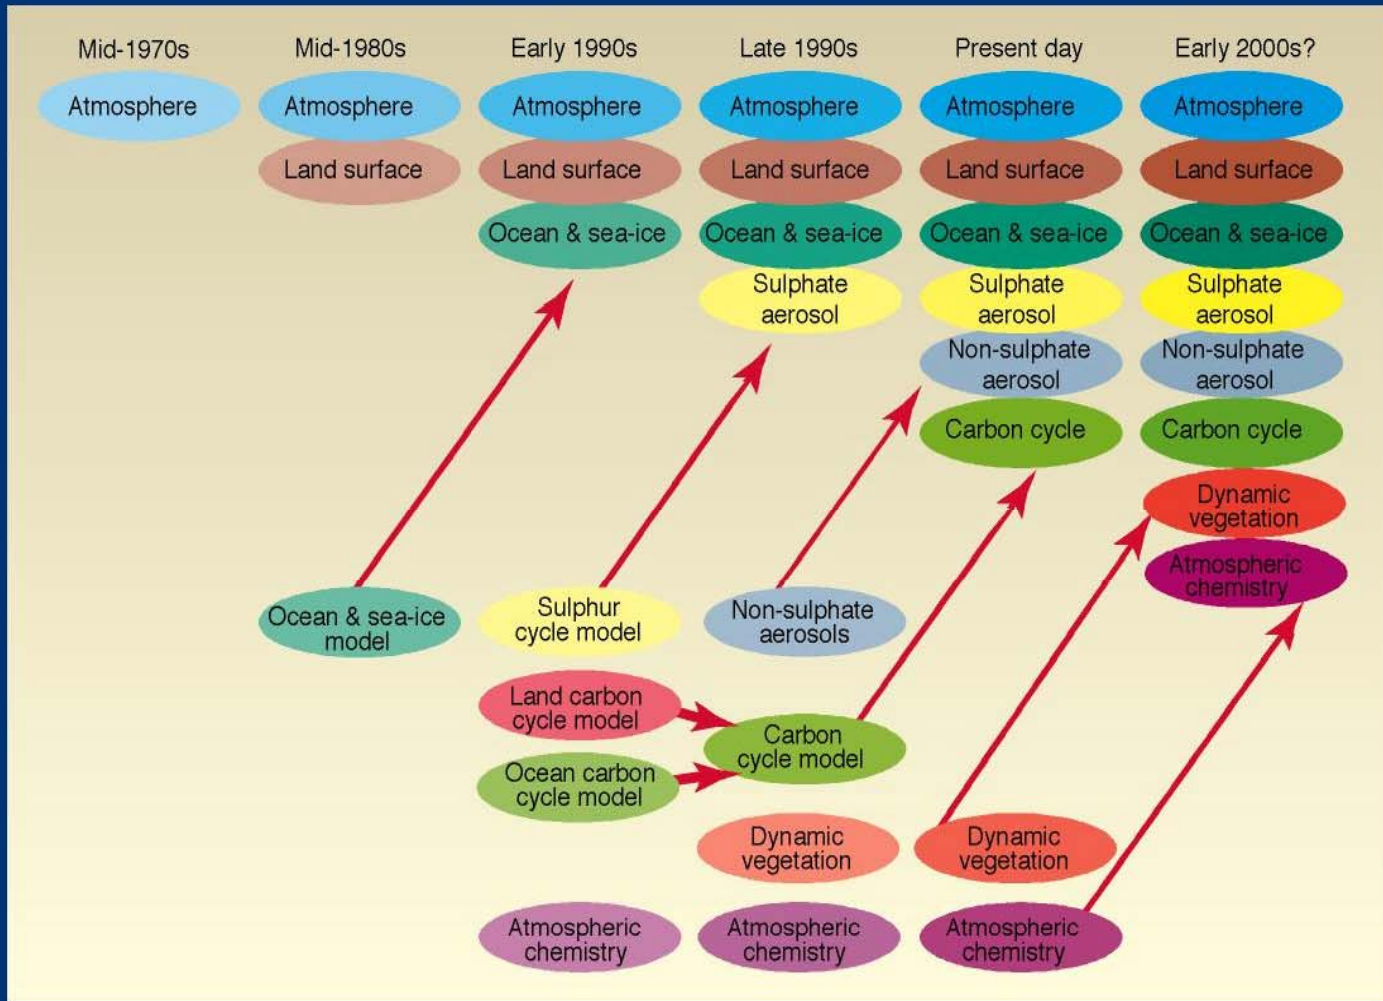 Mid-1970s
Mid-1980s
Early 1990s
Late 1990s
Present day
Early 2000s?
Atmosphere
Atmosphere
Atmosphere
Atmosphere
Atmosphere
Atmosphere
Land surface
Land surface
Land surface
Land surface
Land surface
Ocean & sea-ice
Ocean & sea-ice
Ocean & sea-ice
Ocean & sea-ice
Sulphate
aerosol
Sulphate
aerosol
Sulphate
aerosol
Non-sulphate
aerosol
Non-sulphate
aerosol
Carbon cycle
Carbon cycle
Dynamic
vegetation
Atmospheric
chemistry
Ocean & sea-ice
model
Sulphur
cycle model
Non-sulphate
aerosols
Land carbon
cycle model
Carbon
cycle model
Ocean carbon
cycle model
Dynamic
vegetation
Dynamic
vegetation
Atmospheric
chemistry
Atmospheric
chemistry
Atmospheric
chemistry